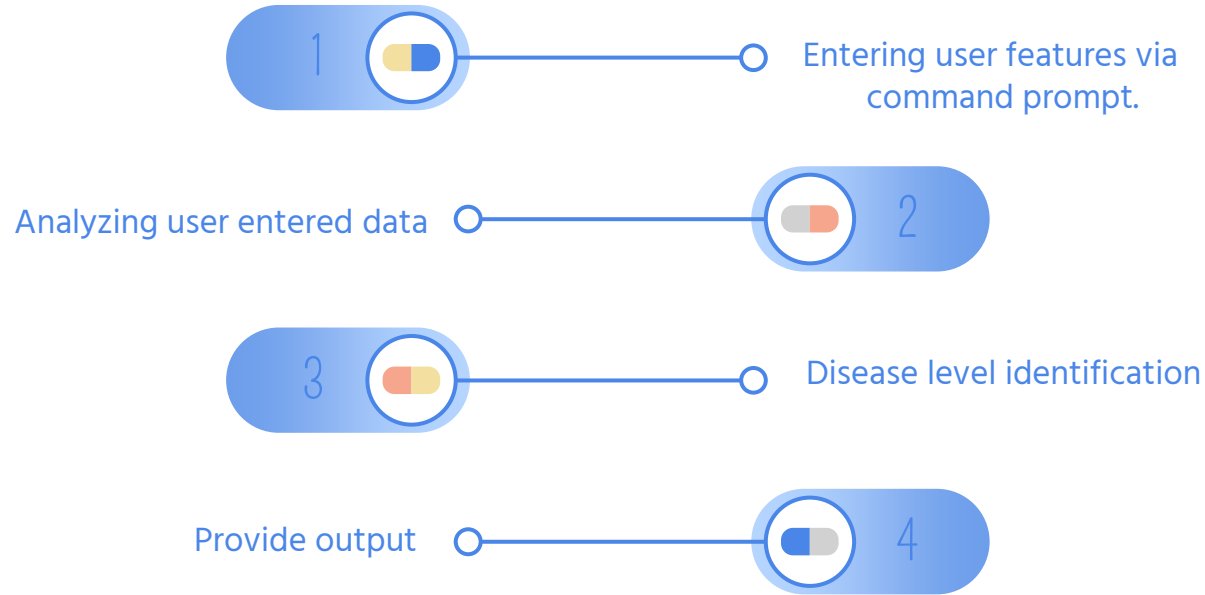 1
Entering user features via
command prompt.
Analyzing user entered data
2
3
Disease level identification
Provide output
4